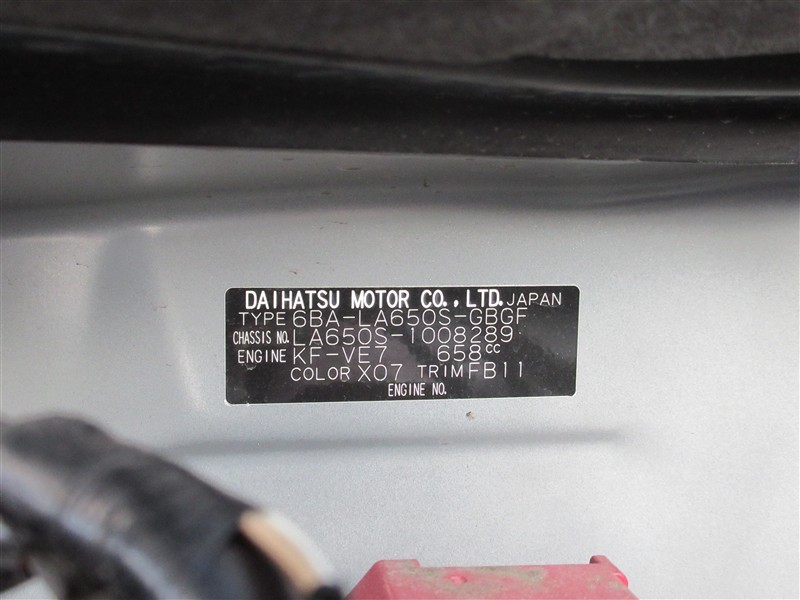 DAIHATSU MOTOR CO., LTD. JAPAN
TYPE 6BA-LA650S-GBGF
CHASSIS NO. LA650S-1008289
ENGINE KF-VE7 658cc
COLOR X07 TRIM FB11
ENGINE NO.